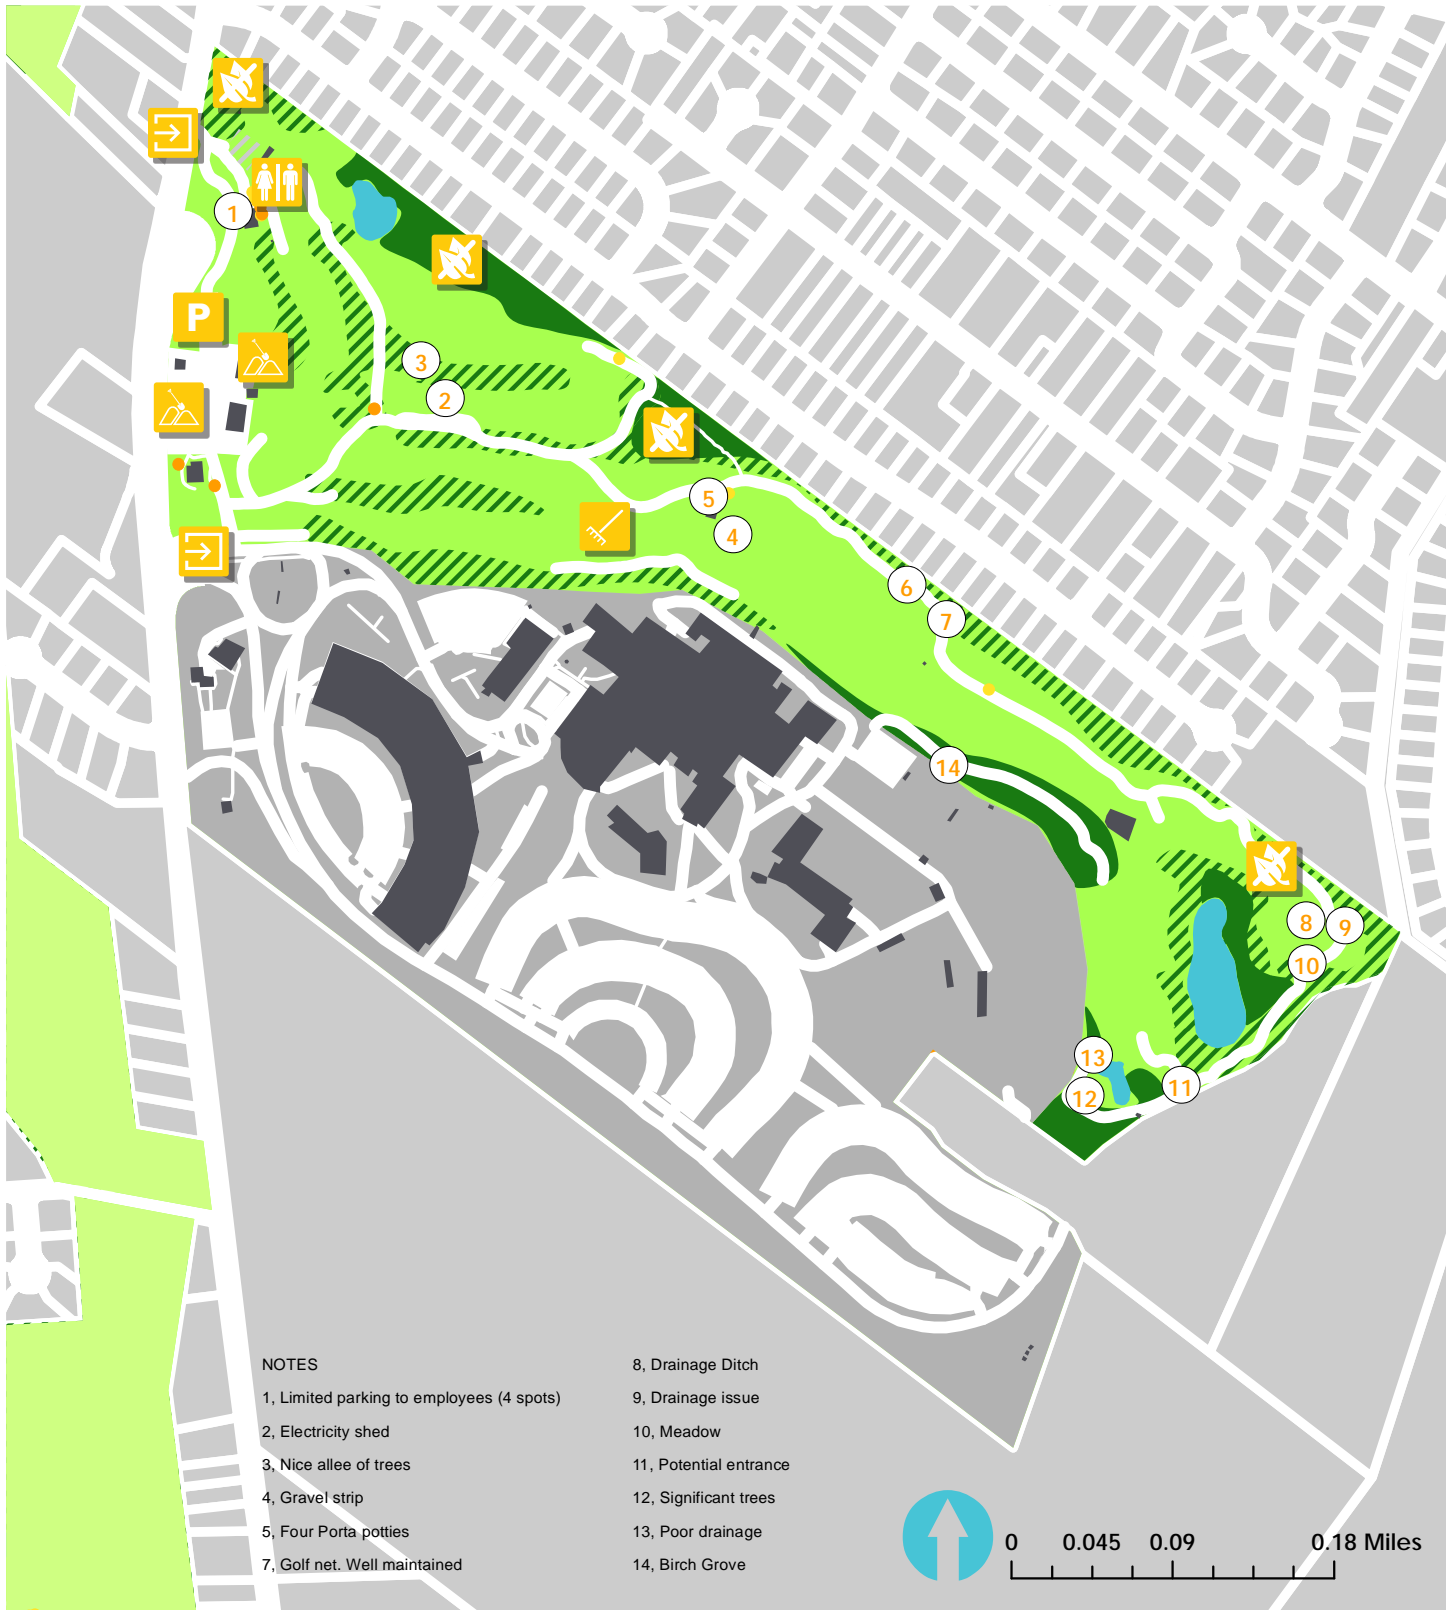 1
P
3
2
5
4
6
7
14
8
9
10
13
12
11
NOTES
1, Limited parking to employees (4 spots)
2, Electricity shed
3, Nice allee of trees
4, Gravel strip
5, Four Porta potties
7, Golf net. Well maintained
8, Drainage Ditch
9, Drainage issue
10, Meadow
11, Potential entrance
12, Significant trees
13, Poor drainage
14, Birch Grove
0 0.045 0.09 0.18 Miles